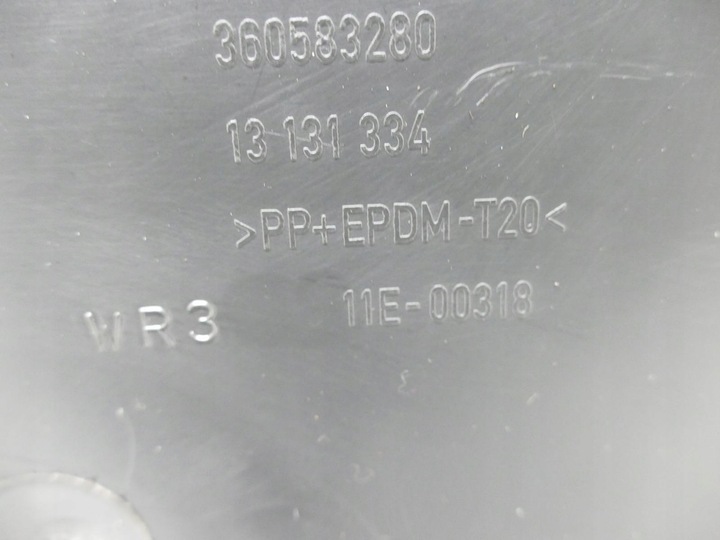 360583280
13 131 334
>PP+EPDM-T20<
11E-00318
WR3